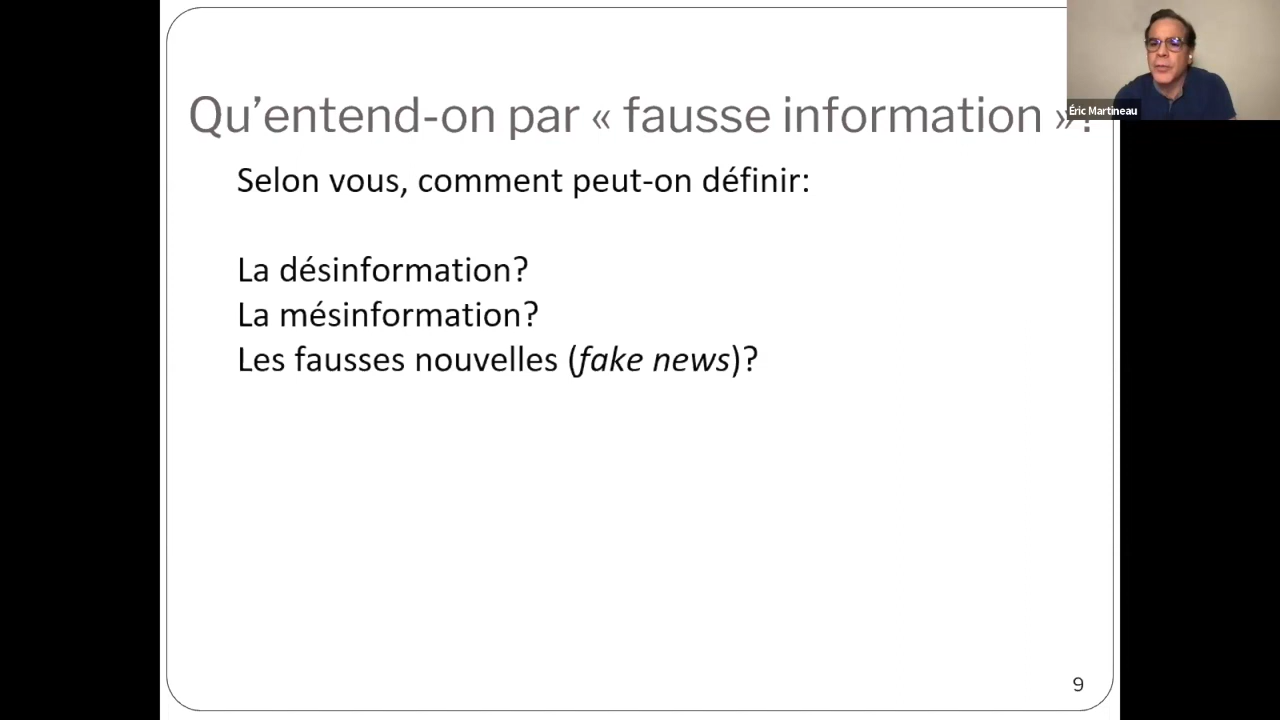 Qu’entend-on par « fausse information »?
Éric Martineau
Selon vous, comment peut-on définir:
La désinformation?
La mésinformation?
Les fausses nouvelles (fake news)?
9